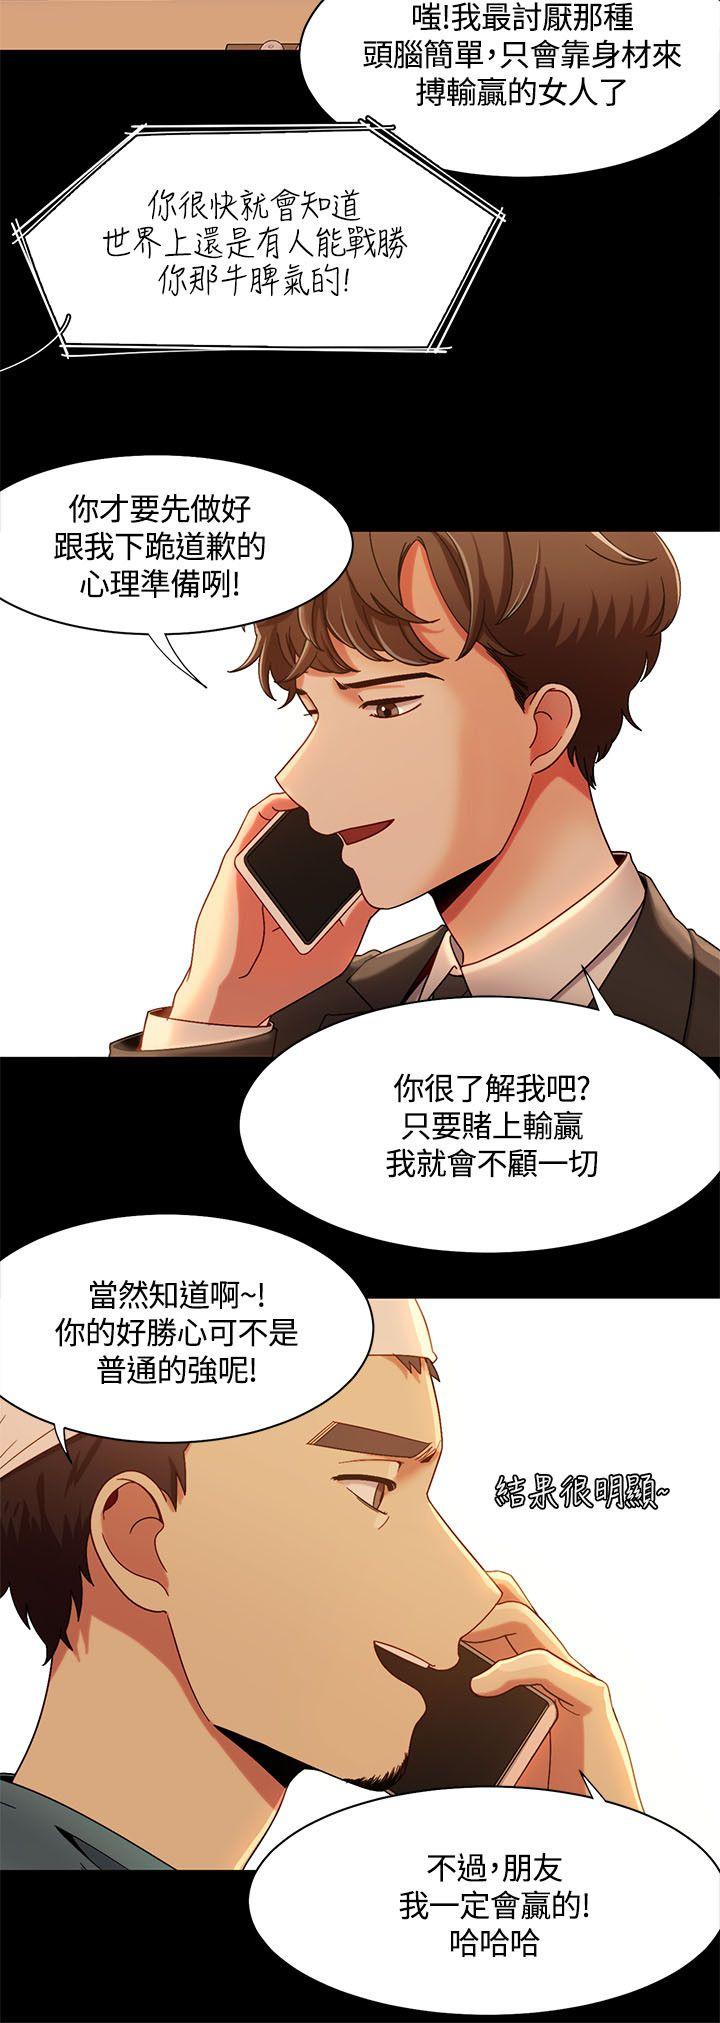 嗤!我最討厭那種
頭腦簡單,只會靠身材來
搏輸贏的女人了
你很快就會知道
世界上還是有人能戰勝
你那牛脾氣的!
你才要先做好
跟我下跪道歉的
心理準備咧!
你很了解我吧?
只要賭上輸贏
我就會不顧一切
當然知道啊~!
你的好勝心可不是
普通的強呢!
結果很明顯~
不過,朋友
我一定會贏的!
哈哈哈